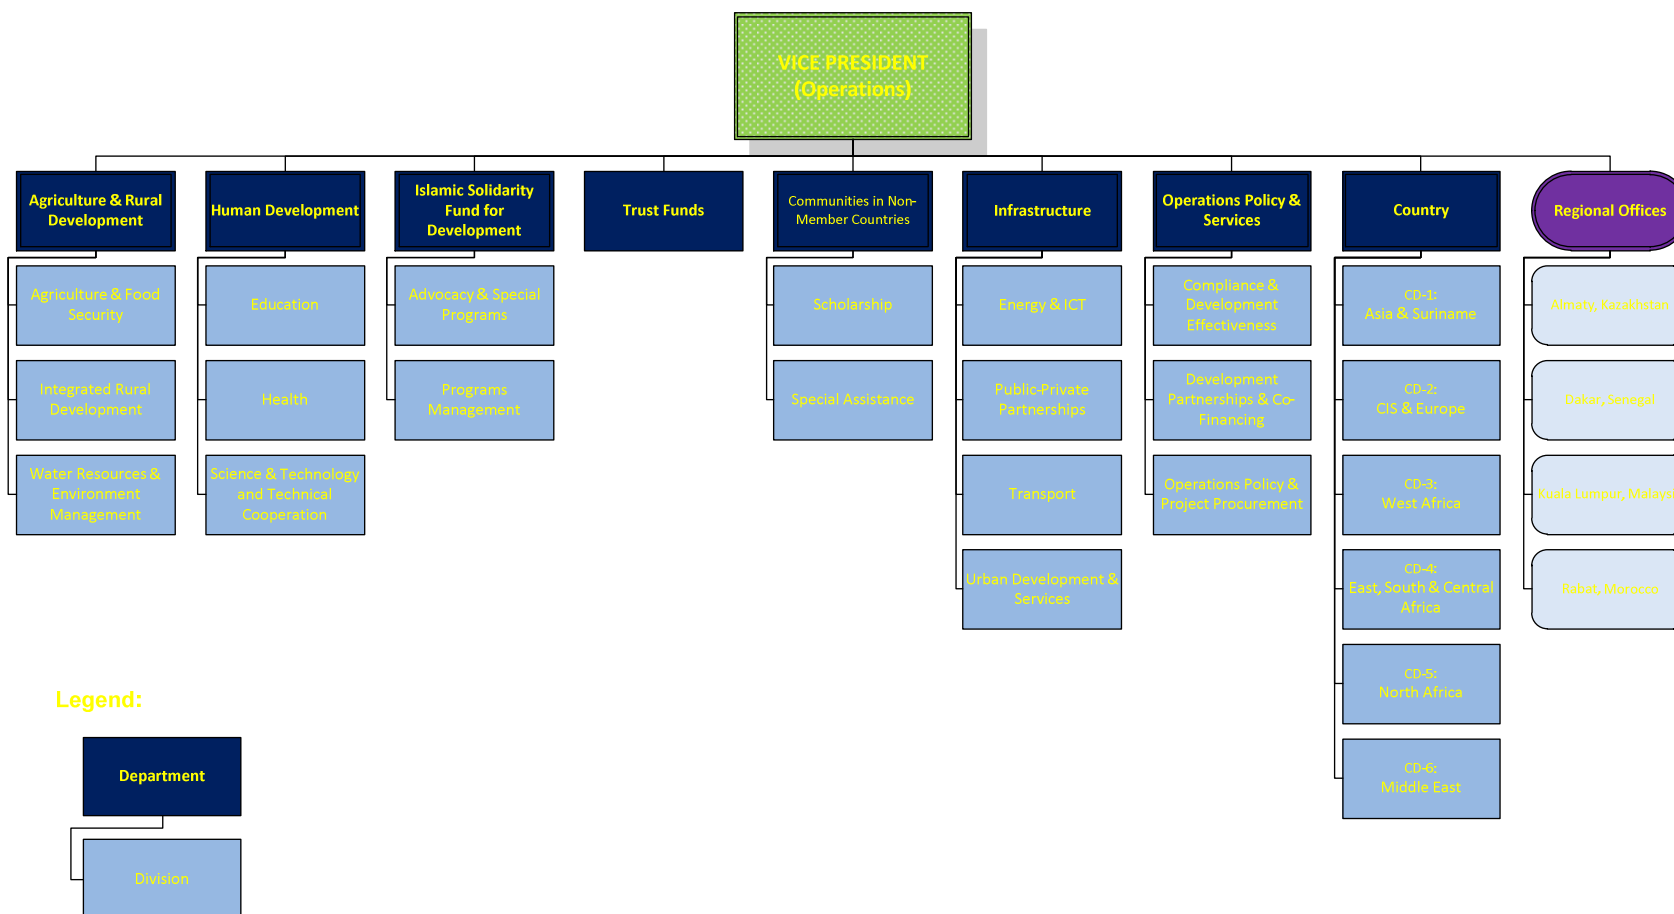 VICE PRESIDENT
(Operations)
Agriculture & Rural
Development
Agriculture & Food
Security
Integrated Rural
Development
Water Resources &
Environment
Management
Human Development
Education
Health
Science & Technology
and Technical
Cooperation
Islamic Solidarity
Fund for
Development
Advocacy & Special
Programs
Programs
Management
Trust Funds
Communities in Non-
Member Countries
Scholarship
Special Assistance
Infrastructure
Energy & ICT
Public-Private
Partnerships
Transport
Urban Development &
Services
Operations Policy &
Services
Compliance &
Development
Effectiveness
Development
Partnerships & Co-
Financing
Operations Policy &
Project Procurement
Country
CD-1:
Asia & Suriname
CD-2:
CIS & Europe
CD-3:
West Africa
CD-4:
East, South & Central
Africa
CD-5:
North Africa
CD-6:
Middle East
Regional Offices
Almaty, Kazakhstan
Dakar, Senegal
Kuala Lumpur, Malays
Rabat, Morocco
Legend:
Department
Division